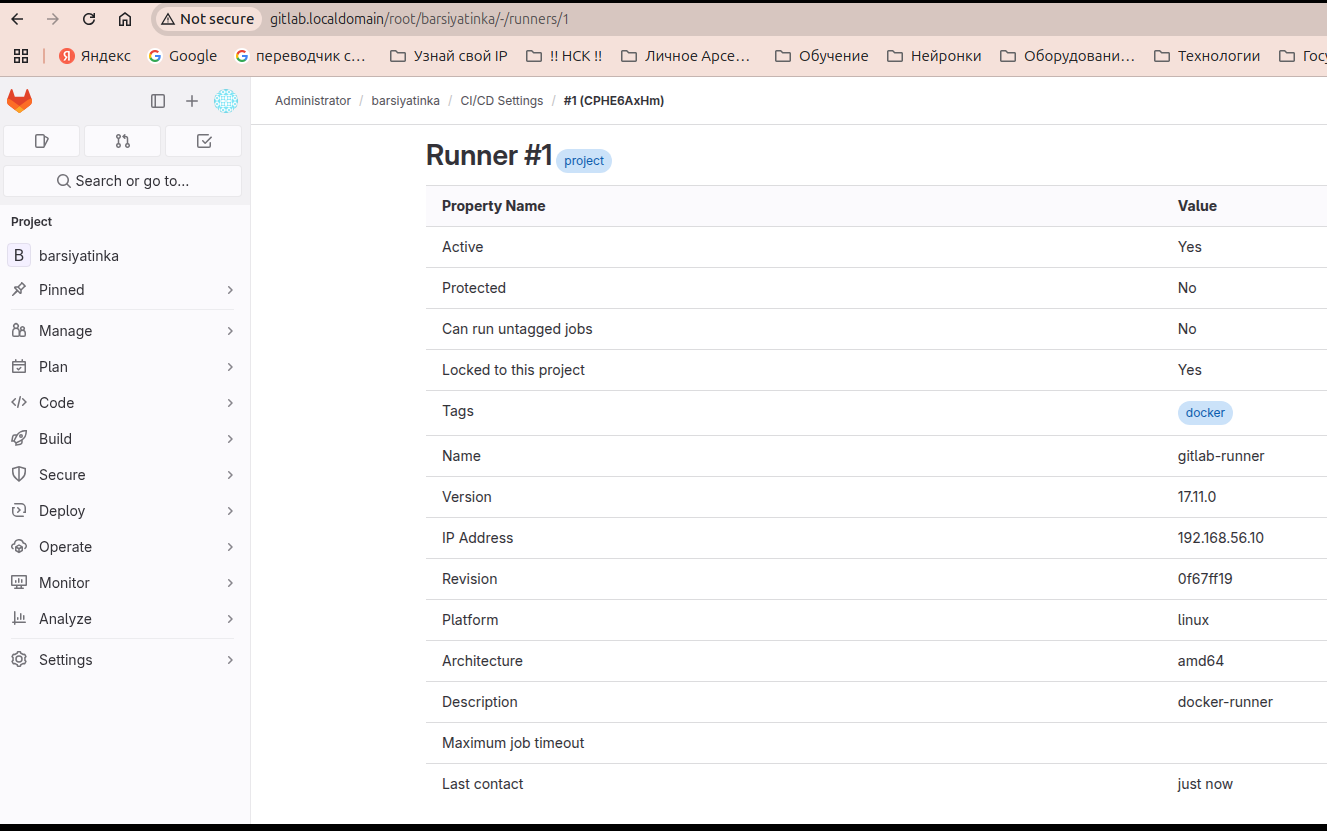 Not secure gitlab.localdomain/root/barsiyatinka/-/runners/1
Яндекс Google переводчик с... Узнай свой IP !! НСК !! Личное Арсе... Обучение Нейронки Оборудовани... Технологии Госу
Administrator / barsiyatinka / CI/CD Settings / #1 (CPHE6AxHm)
Search or go to...
Project
B barsiyatinka
Pinned
Manage
Plan
Code
Build
Secure
Deploy
Operate
Monitor
Analyze
Settings
Runner #1 project
Property Name Value
Active Yes
Protected No
Can run untagged jobs No
Locked to this project Yes
Tags docker
Name gitlab-runner
Version 17.11.0
IP Address 192.168.56.10
Revision 0f67ff19
Platform linux
Architecture amd64
Description docker-runner
Maximum job timeout
Last contact just now